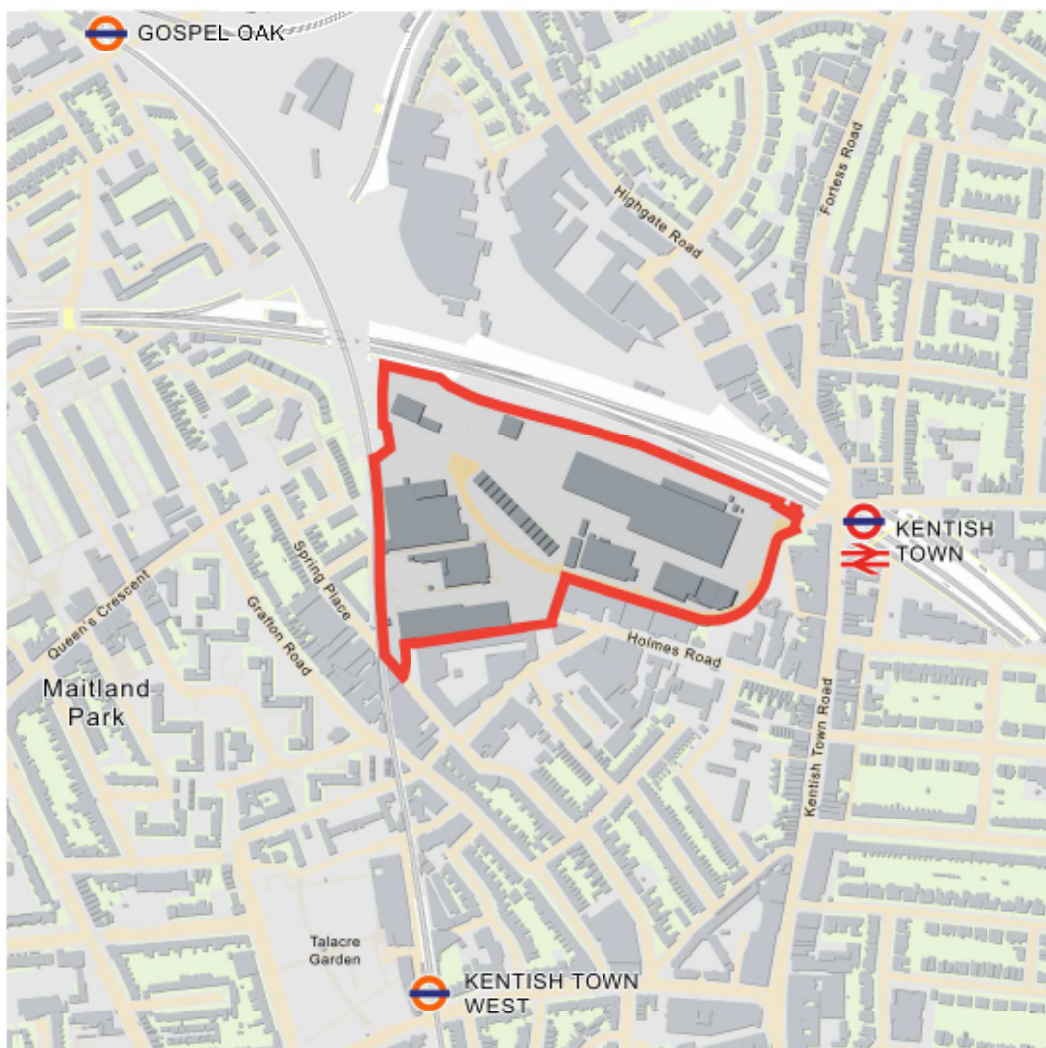 GOSPEL OAK
Fortess Road
Highgate Road
KENTISH
TOWN
Spring Place
Queen's Crescent
Grafton Road
Holmes Road
Maitland
Park
Kentish Town Road
Talacre
Garden
KENTISH TOWN
WEST